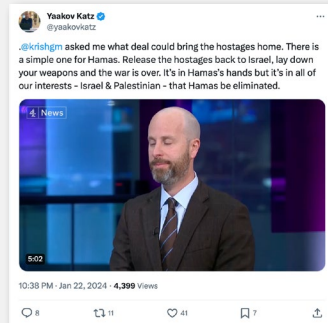 Yaakov Katz
@yaakovkatz
.@krishgm asked me what deal could bring the hostages home. There is
a simple one for Hamas. Release the hostages back to Israel, lay down
your weapons and the war is over. It's in Hamas's hands but it's in all of
our interests - Israel & Palestinian - that Hamas be eliminated.
4 News
5:02
10:38 PM · Jan 22, 2024 · 4,399 Views
8 11 41 7